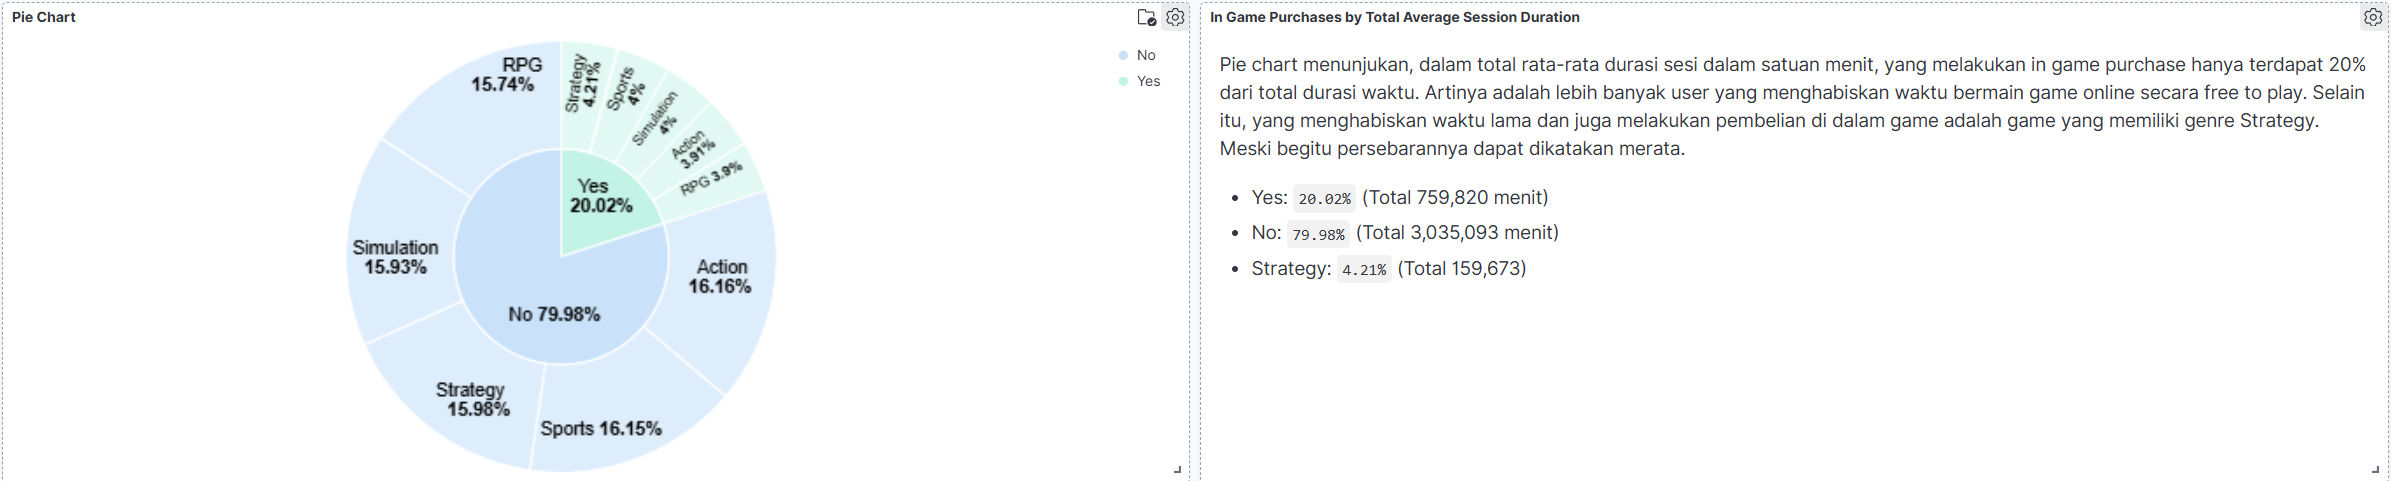 Pie Chart
No
Yes
RPG
15.74%
Strategy
4.21%
Sports
4%
Simulation
4%
Action
3.91%
RPG 3.9%
Yes
20.02%
Simulation
15.93%
Action
16.16%
No 79.98%
Strategy
15.98%
Sports 16.15%
In Game Purchases by Total Average Session Duration
Pie chart menunjukan, dalam total rata-rata durasi sesi dalam satuan menit, yang melakukan in game purchase hanya terdapat 20%
dari total durasi waktu. Artinya adalah lebih banyak user yang menghabiskan waktu bermain game online secara free to play. Selain
itu, yang menghabiskan waktu lama dan juga melakukan pembelian di dalam game adalah game yang memiliki genre Strategy.
Meski begitu persebarannya dapat dikatakan merata.
• Yes: 20.02% (Total 759,820 menit)
• No: 79.98% (Total 3,035,093 menit)
• Strategy: 4.21% (Total 159,673)